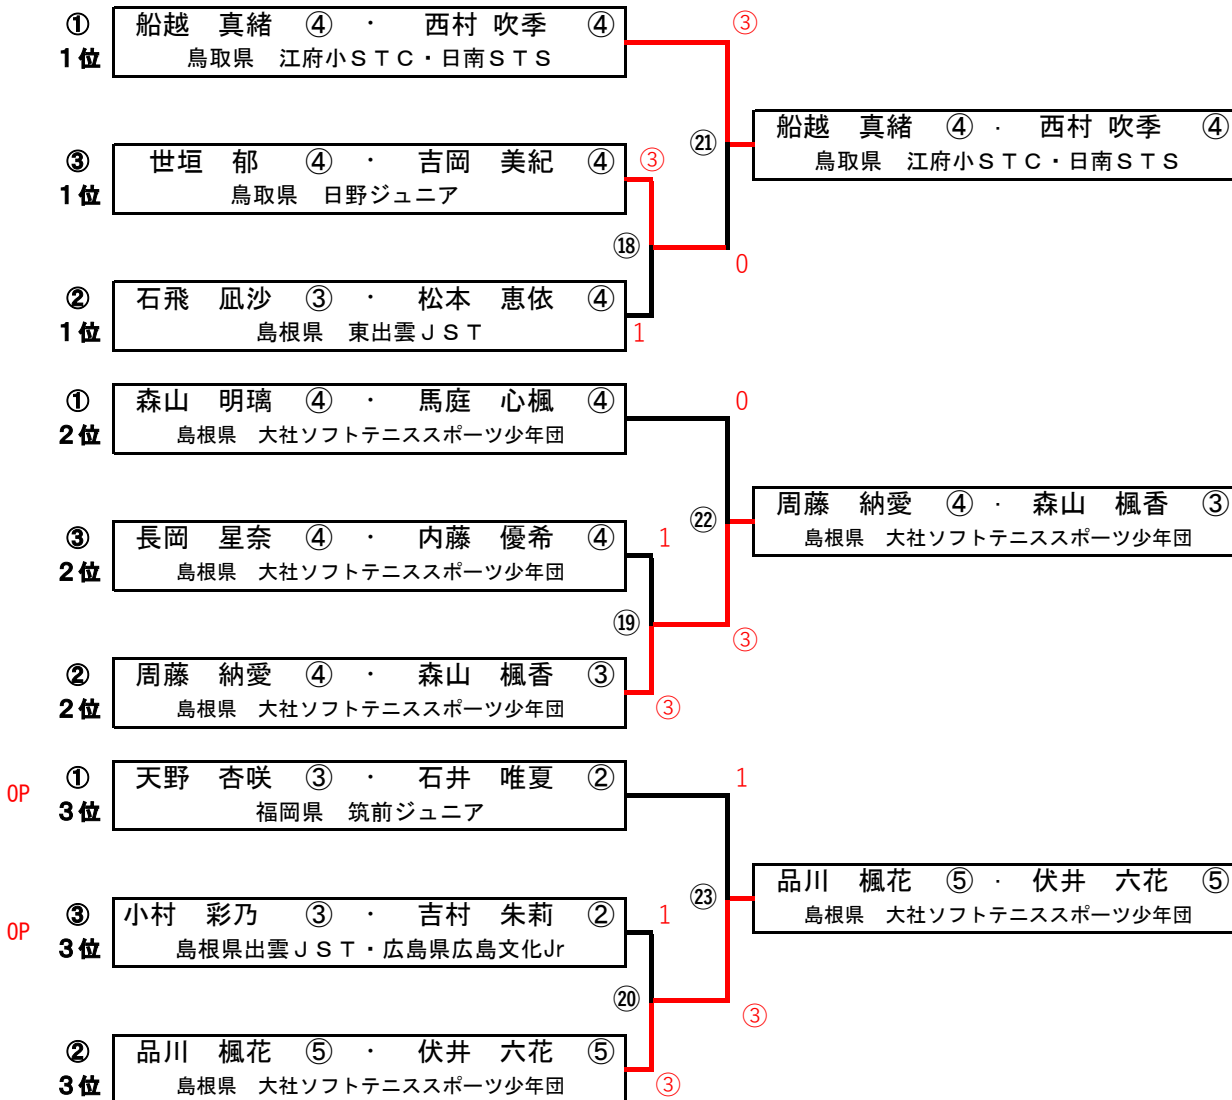 ① 船越　真緒　④　・　西村 吹季　④ ③
1位 鳥取県　江府小ＳＴＣ・日南ＳＴＳ
船越　真緒　④　・　西村 吹季　④
鳥取県　江府小ＳＴＣ・日南ＳＴＳ
㉑
③ 世垣　郁　④　・　吉岡　美紀　④ ③
1位 鳥取県　日野ジュニア
⑱
0
② 石飛　凪沙　③　・　松本　恵依　④
1位 島根県　東出雲ＪＳＴ 1
① 森山　明璃　④　・　馬庭　心楓　④ 0
2位 島根県　大社ソフトテニススポーツ少年団
周藤　納愛　④　・　森山　楓香　③
島根県　大社ソフトテニススポーツ少年団
㉒
③ 長岡　星奈　④　・　内藤　優希　④ 1
2位 島根県　大社ソフトテニススポーツ少年団
⑲
③
② 周藤　納愛　④　・　森山　楓香　③
2位 島根県　大社ソフトテニススポーツ少年団 ③
OP ① 天野　杏咲　③　・　石井　唯夏　② 1
3位 福岡県　筑前ジュニア
品川　楓花　⑤　・　伏井　六花　⑤
島根県　大社ソフトテニススポーツ少年団
㉓
OP ③ 小村　彩乃　③　・　吉村　朱莉　② 1
3位 島根県出雲ＪＳＴ・広島県広島文化Jr
⑳
③
② 品川　楓花　⑤　・　伏井　六花　⑤
3位 島根県　大社ソフトテニススポーツ少年団 ③